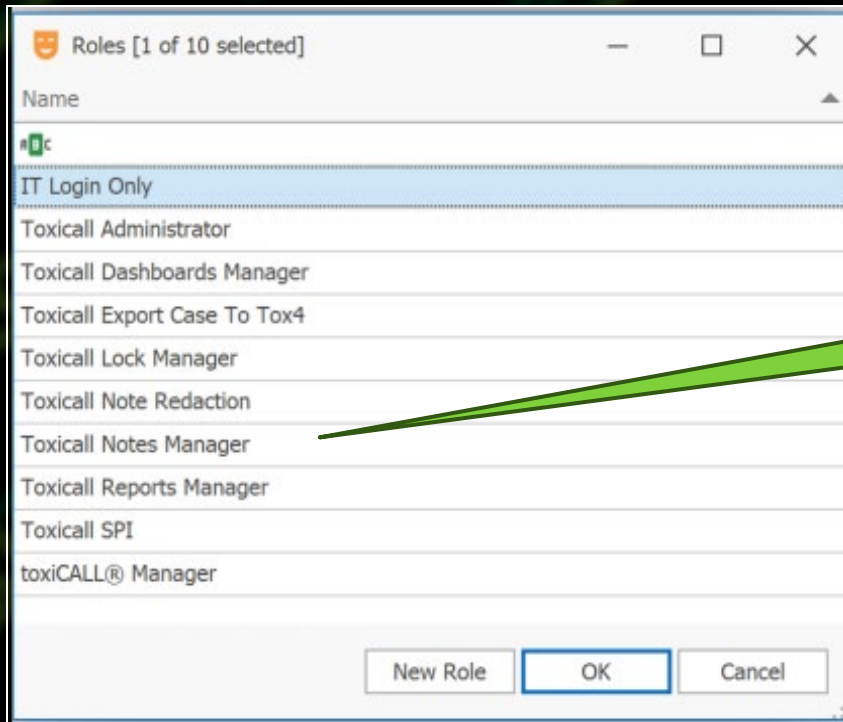 Roles [1 of 10 selected]
Name
ABC
IT Login Only
Toxicall Administrator
Toxicall Dashboards Manager
Toxicall Export Case To Tox4
Toxicall Lock Manager
Toxicall Note Redaction
Toxicall Notes Manager
Toxicall Reports Manager
Toxicall SPI
toxiCALL® Manager
New Role OK Cancel